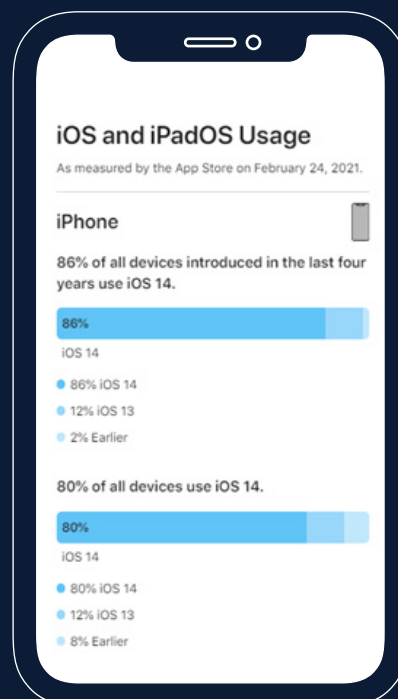 iOS and iPadOS Usage
As measured by the App Store on February 24, 2021.
iPhone
86% of all devices introduced in the last four
years use iOS 14.
86%
iOS 14
86% iOS 14
12% iOS 13
2% Earlier
80% of all devices use iOS 14.
80%
iOS 14
80% iOS 14
12% iOS 13
8% Earlier